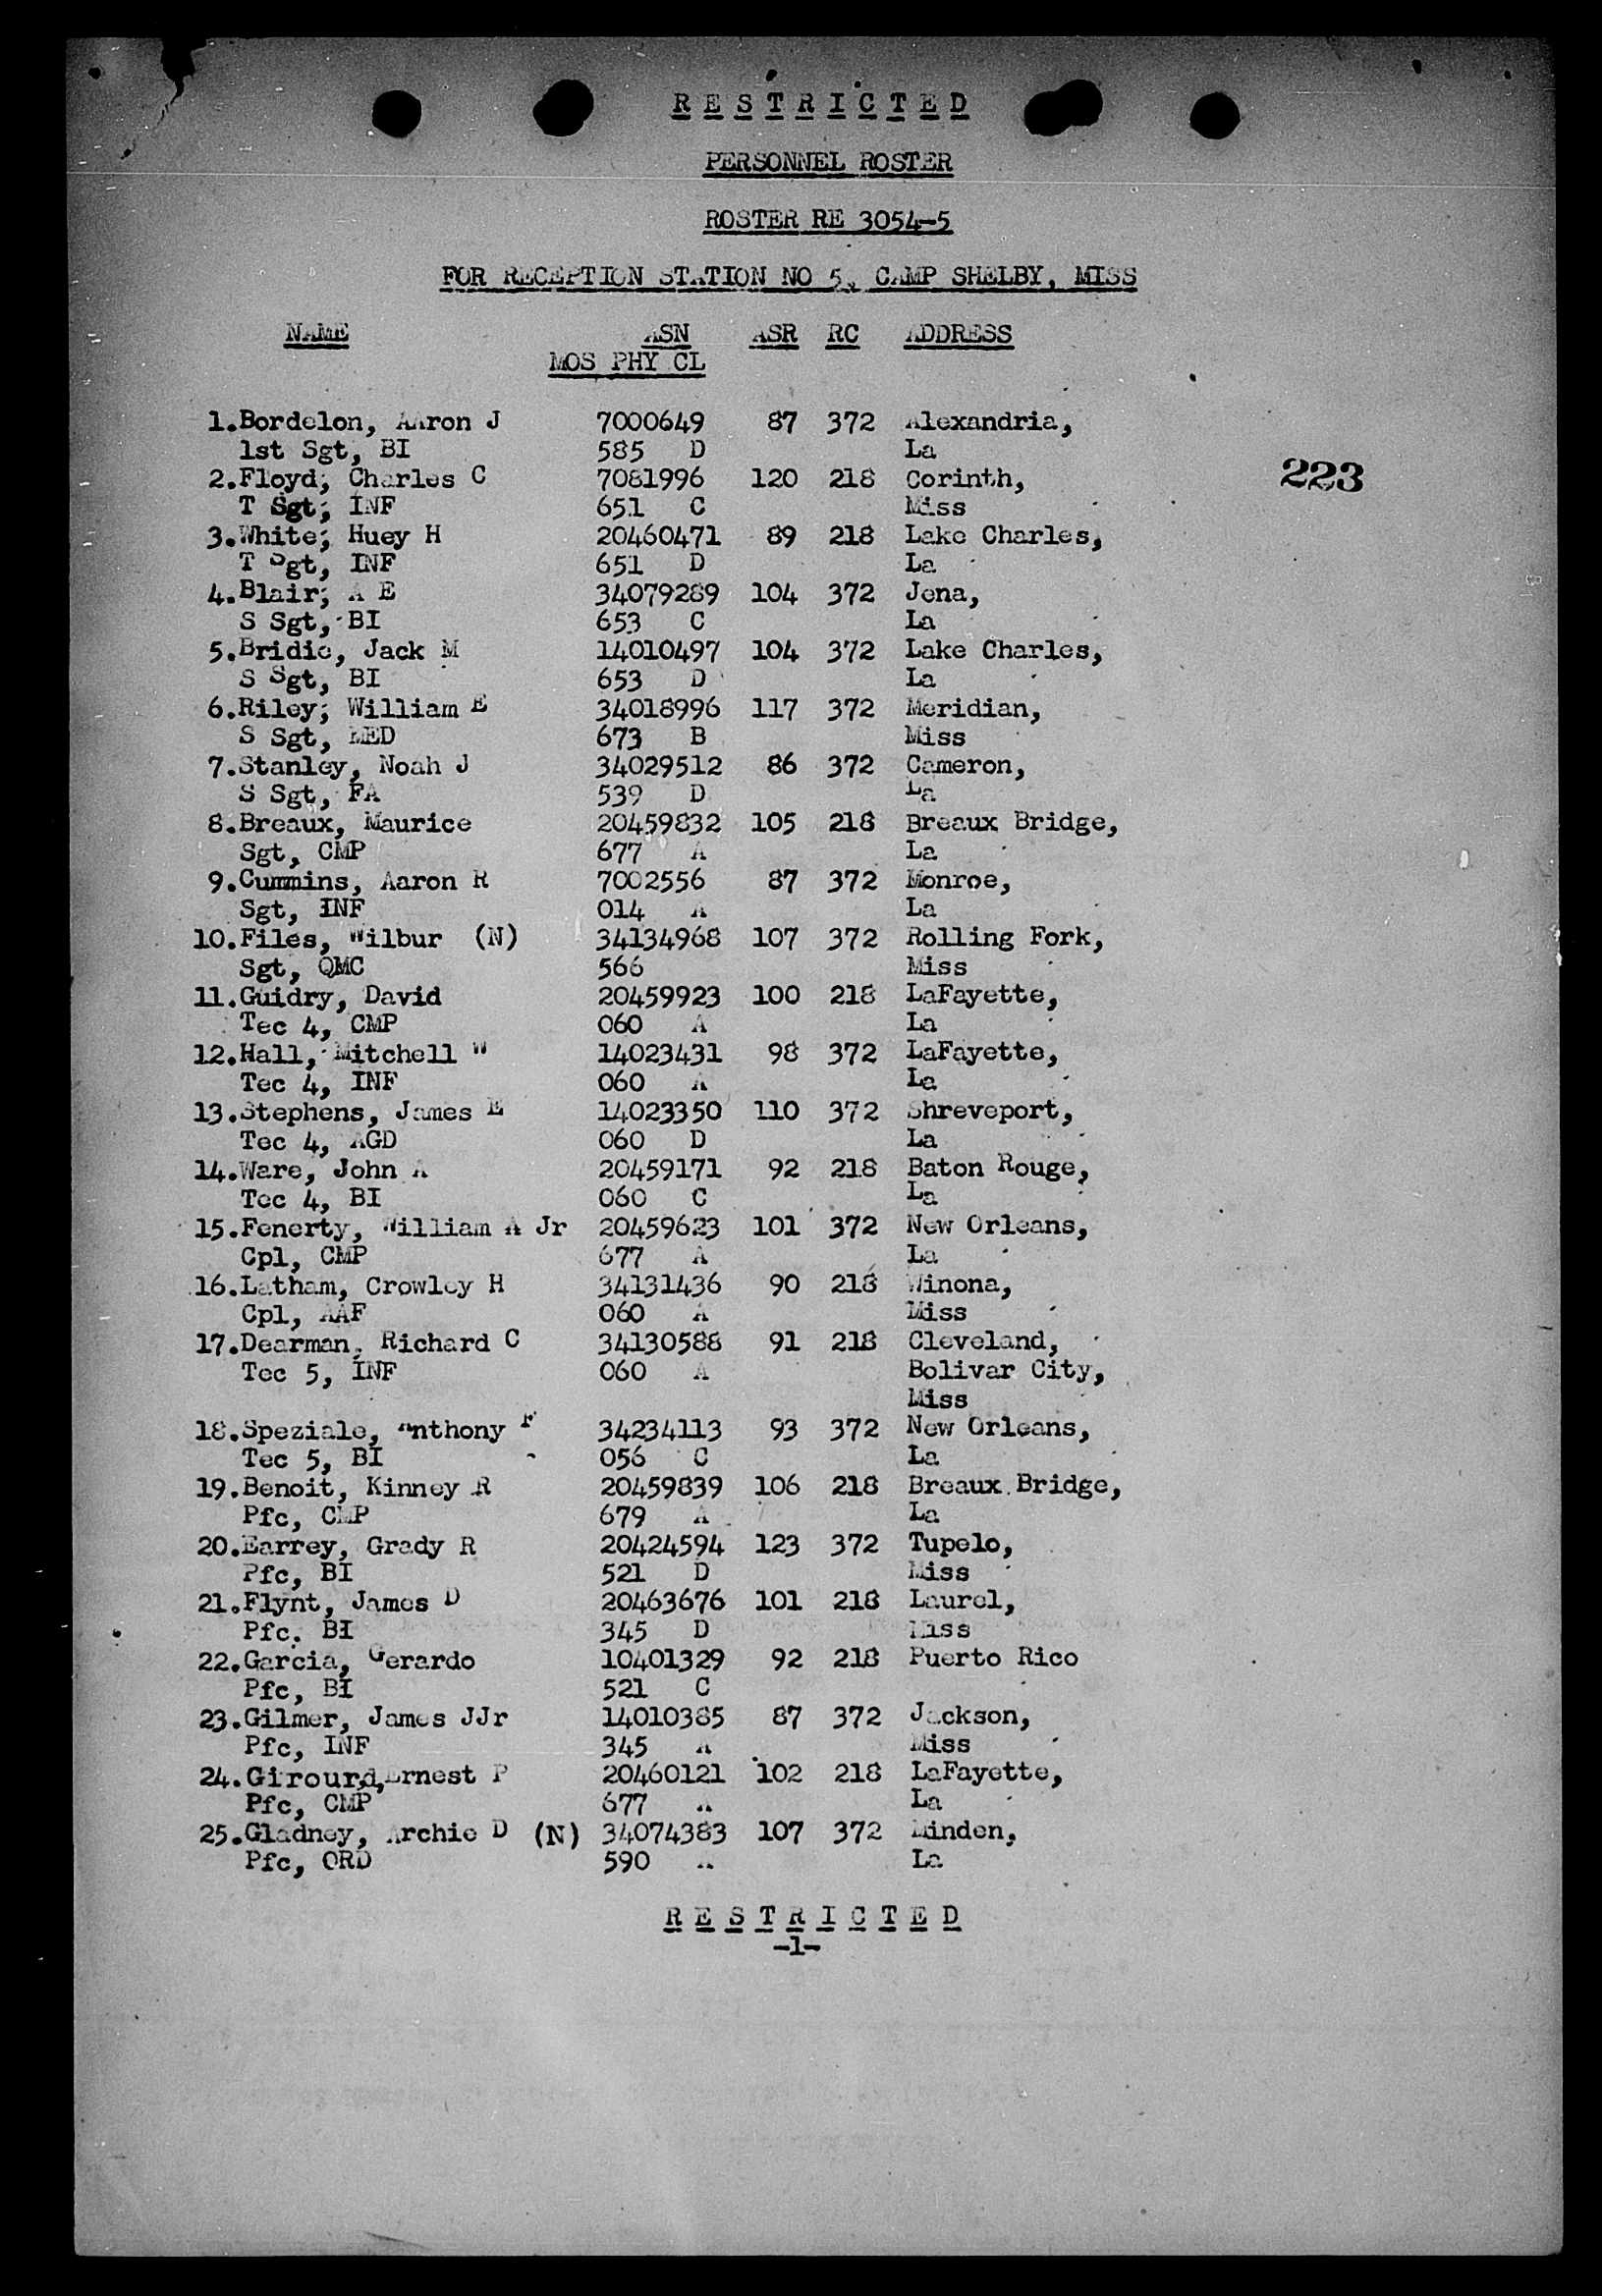 R E S T R I C T E D
PERSONNEL ROSTER
ROSTER RE 3054-5
FOR RECEPTION STATION NO 5, CAMP SHELBY, MISS
NAME ASN ASR RC ADDRESS
MOS PHY CL
1.Bordelon, Aaron J 7000649 87 372 Alexandria,
1st Sgt, BI 585 D La
223
2.Floyd, Charles C 7081996 120 218 Corinth,
T Sgt, INF 651 C Miss
3.White, Huey H 20460471 89 218 Lake Charles,
T Sgt, INF 651 D La
4.Blair, A E 34079289 104 372 Jena,
S Sgt, BI 653 C La
5.Bridie, Jack M 14010497 104 372 Lake Charles,
S Sgt, BI 653 D La
6.Riley, William E 34018996 117 372 Meridian,
S Sgt, MED 673 B Miss
7.Stanley, Noah J 34029512 86 372 Cameron,
S Sgt, FA 539 D La
8.Breaux, Maurice 20459832 105 218 Breaux Bridge,
Sgt, CMP 677 A La
9.Cummins, Aaron R 7002556 87 372 Monroe,
Sgt, INF 014 A La
10.Files, Wilbur (N) 34134968 107 372 Rolling Fork,
Sgt, QMC 566 Miss
11.Guidry, David 20459923 100 218 LaFayette,
Tec 4, CMP 060 A La
12.Hall, Mitchell W 14023431 98 372 LaFayette,
Tec 4, INF 060 A La
13.Stephens, James E 14023350 110 372 Shreveport,
Tec 4, AGD 060 D La
14.Ware, John A 20459171 92 218 Baton Rouge,
Tec 4, BI 060 C La
15.Fenerty, William A Jr 20459623 101 372 New Orleans,
Cpl, CMP 677 A La
16.Latham, Crowley H 34131436 90 218 Winona,
Cpl, AAF 060 A Miss
17.Dearman, Richard C 34130588 91 218 Cleveland,
Tec 5, INF 060 A Bolivar City,
Miss
18.Speziale, Anthony F 34234113 93 372 New Orleans,
Tec 5, BI 056 C La
19.Benoit, Kinney R 20459839 106 218 Breaux Bridge,
Pfc, CMP 679 A La
20.Earrey, Grady R 20424594 123 372 Tupelo,
Pfc, BI 521 D Miss
21.Flynt, James D 20463676 101 218 Laurel,
Pfc. BI 345 D Miss
22.Garcia, Gerardo 10401329 92 218 Puerto Rico
Pfc, BI 521 C
23.Gilmer, James JJr 14010385 87 372 Jackson,
Pfc, INF 345 A Miss
24.Girourd,Ernest P 20460121 102 218 LaFayette,
Pfc, CMP 677 A La
25.Gladney, Archie D (N) 34074383 107 372 Minden,
Pfc, ORD 590 A La
R E S T R I C T E D
-1-